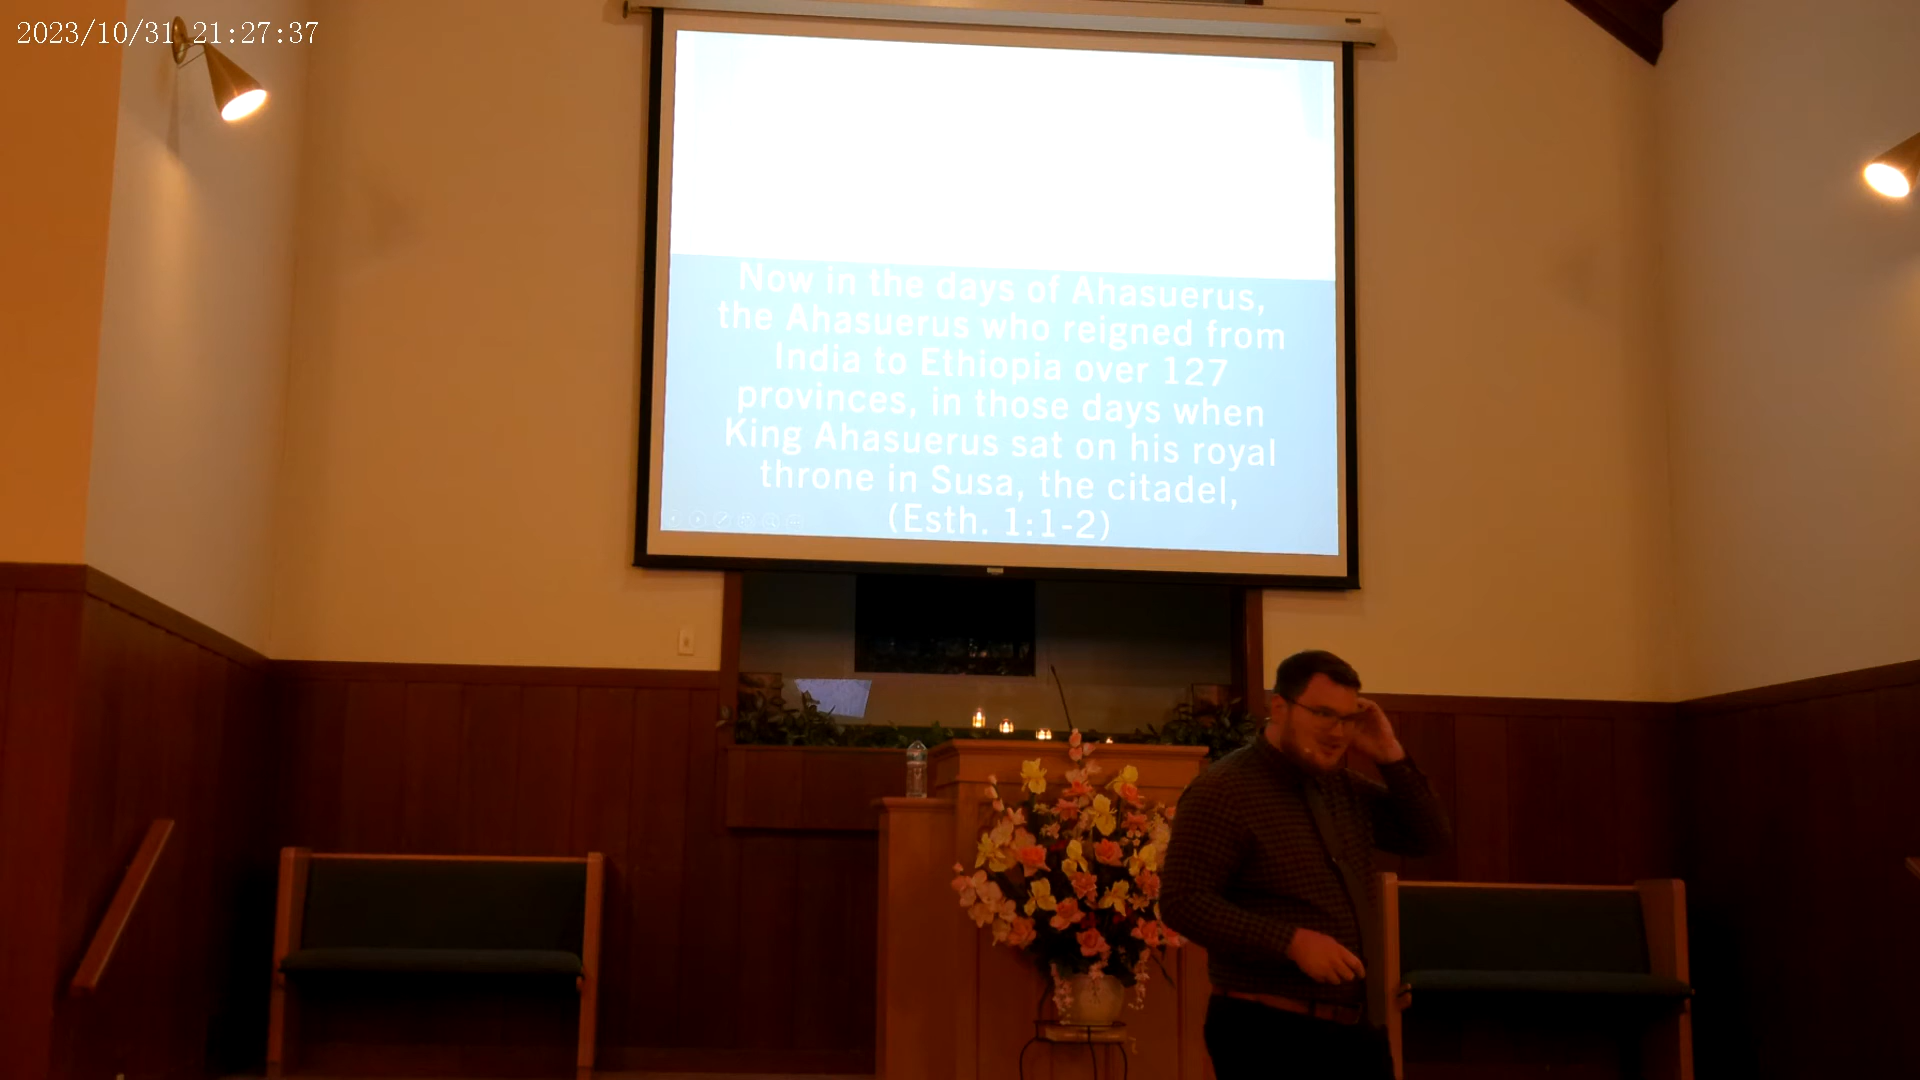 2023/10/31 21:27:37
Now in the days of Ahasuerus,
the Ahasuerus who reigned from
India to Ethiopia over 127
provinces, in those days when
King Ahasuerus sat on his royal
throne in Susa, the citadel,
(Esth. 1:1-2)